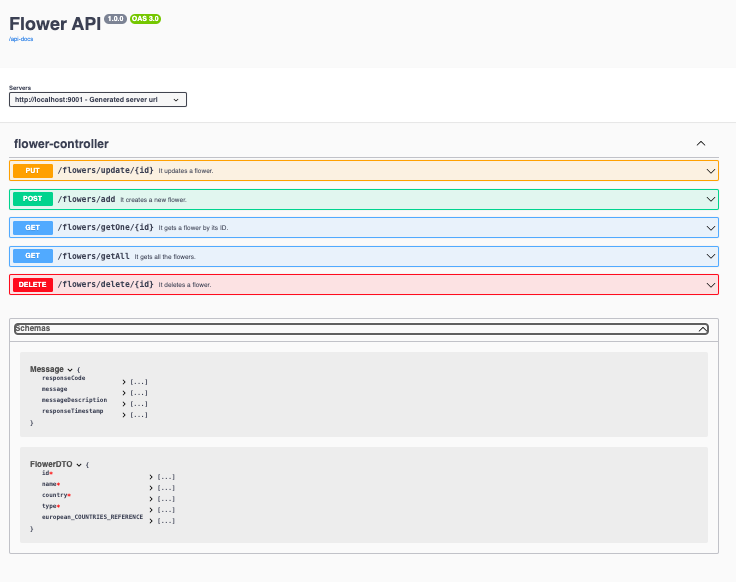 Flower API 1.0.0 OAS 3.0
/api-docs
Servers
http://localhost:9001 - Generated server url
flower-controller
PUT /flowers/update/{id} It updates a flower.
POST /flowers/add It creates a new flower.
GET /flowers/getOne/{id} It gets a flower by its ID.
GET /flowers/getAll It gets all the flowers.
DELETE /flowers/delete/{id} It deletes a flower.
Schemas
Message {
responseCode [...]
message [...]
messageDescription [...]
responseTimestamp [...]
}
FlowerDTO {
id* [...]
name* [...]
country* [...]
type* [...]
european_COUNTRIES_REFERENCE [...]
}